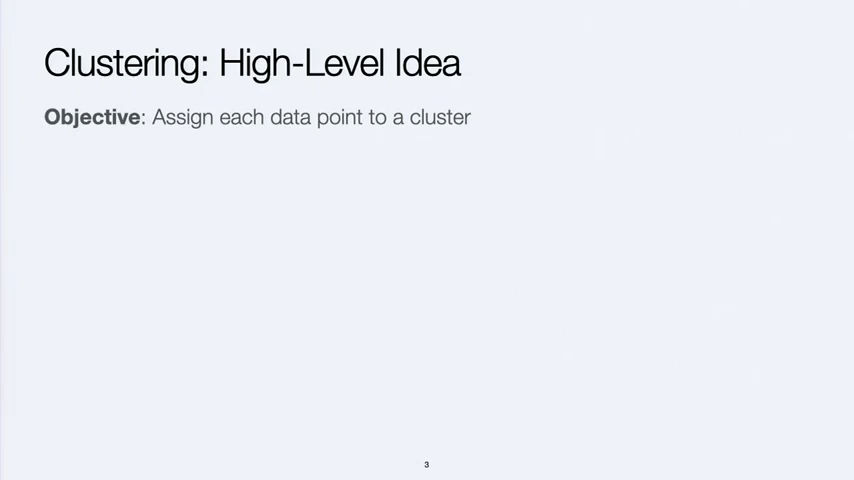 Clustering: High-Level Idea
Objective: Assign each data point to a cluster
3